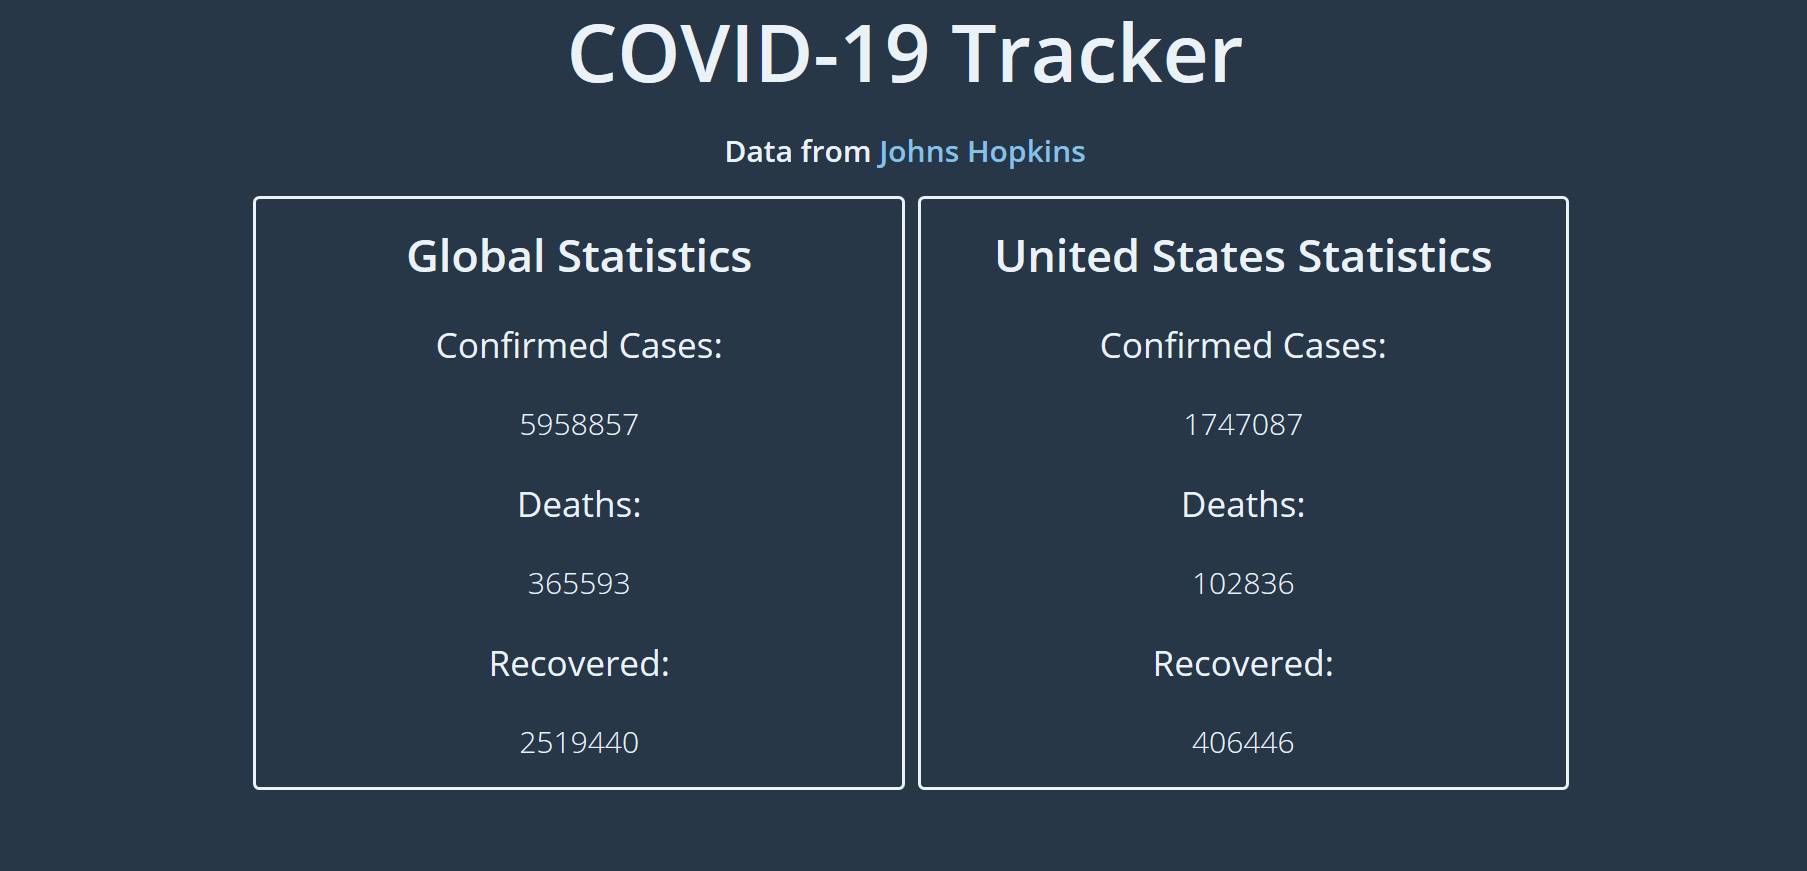 COVID-19 Tracker
Data from Johns Hopkins
Global Statistics
Confirmed Cases:
5958857
Deaths:
365593
Recovered:
2519440
United States Statistics
Confirmed Cases:
1747087
Deaths:
102836
Recovered:
406446